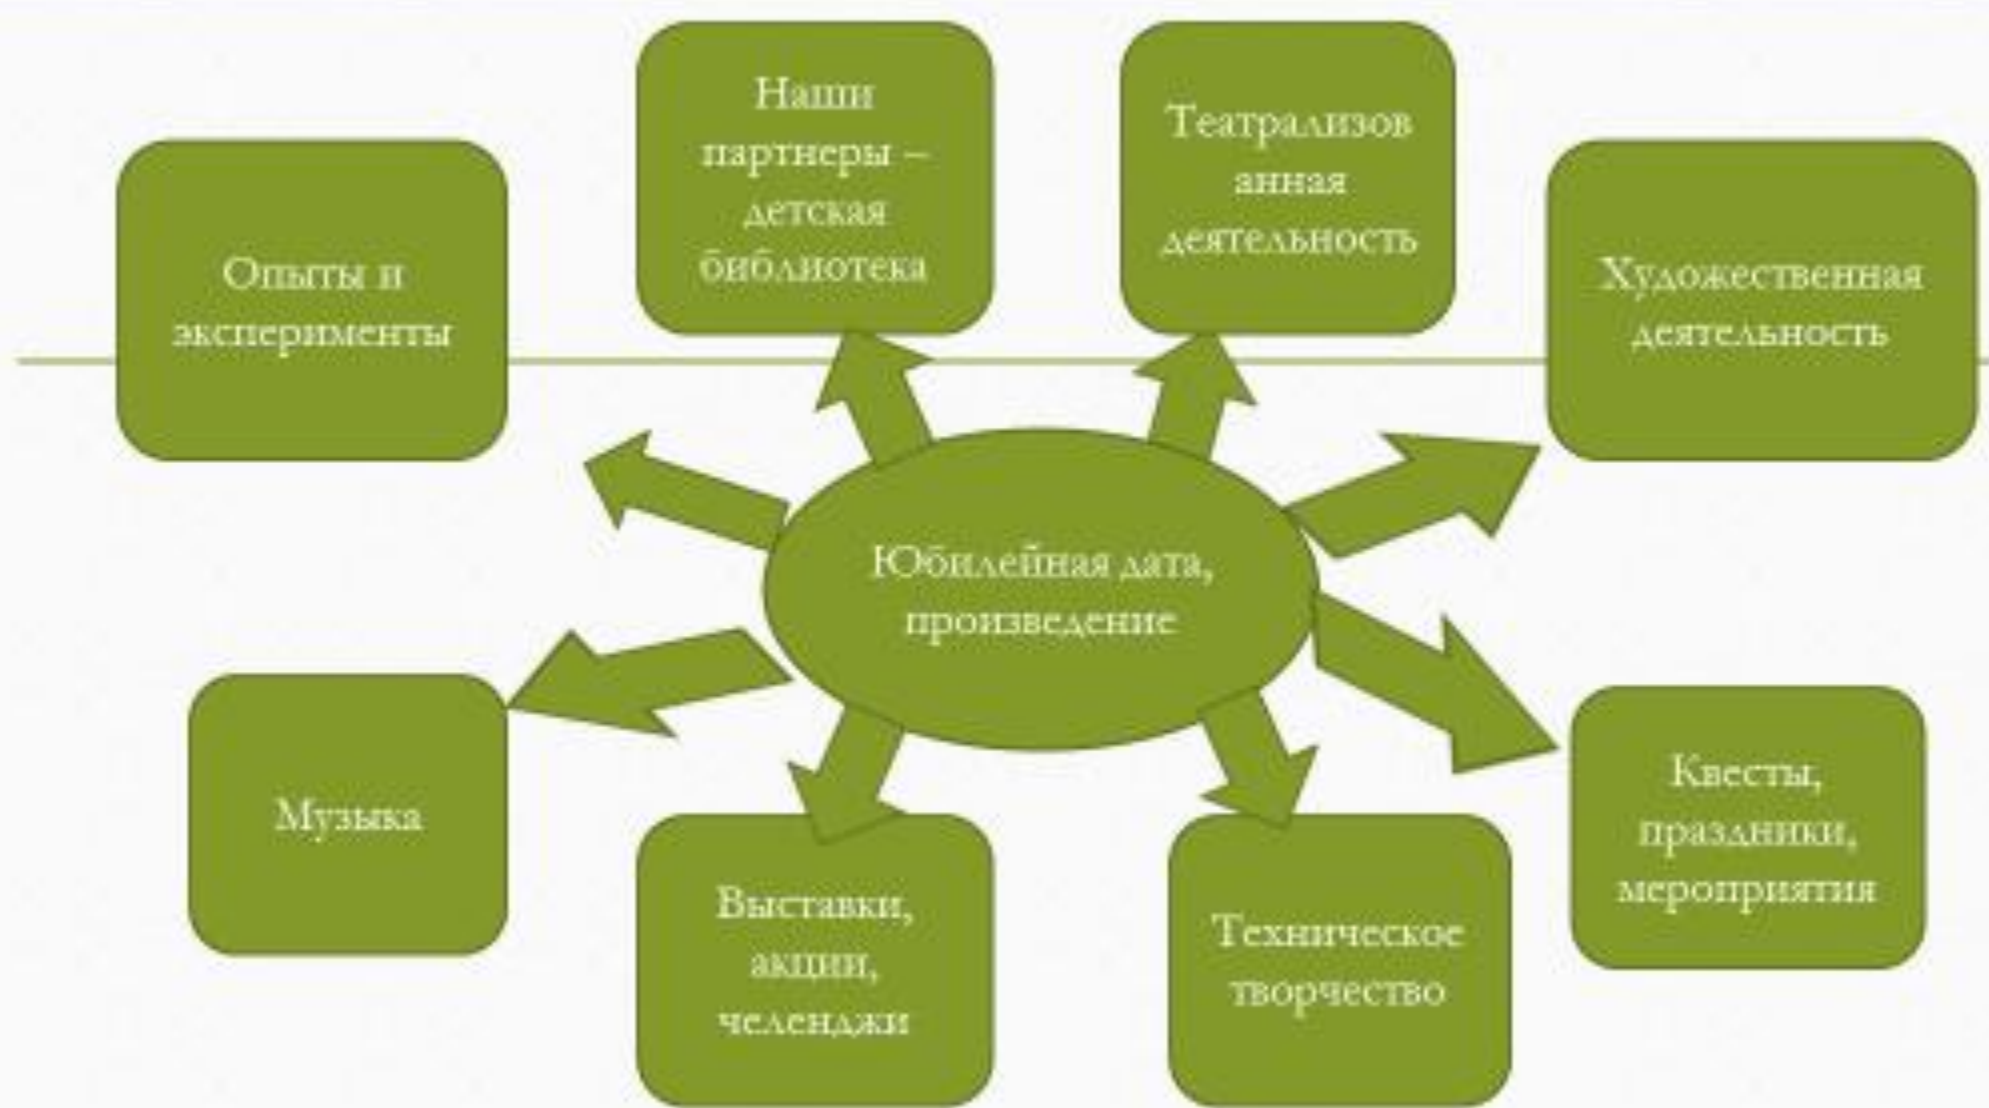 Наши
партнеры –
детская
библиотека
Театрализов
анная
деятельность
Опыты и
эксперименты
Художественная
деятельность
Юбилейная дата,
произведение
Музыка
Квесты,
праздники,
мероприятия
Выставки,
акции,
челенджи
Техническое
творчество